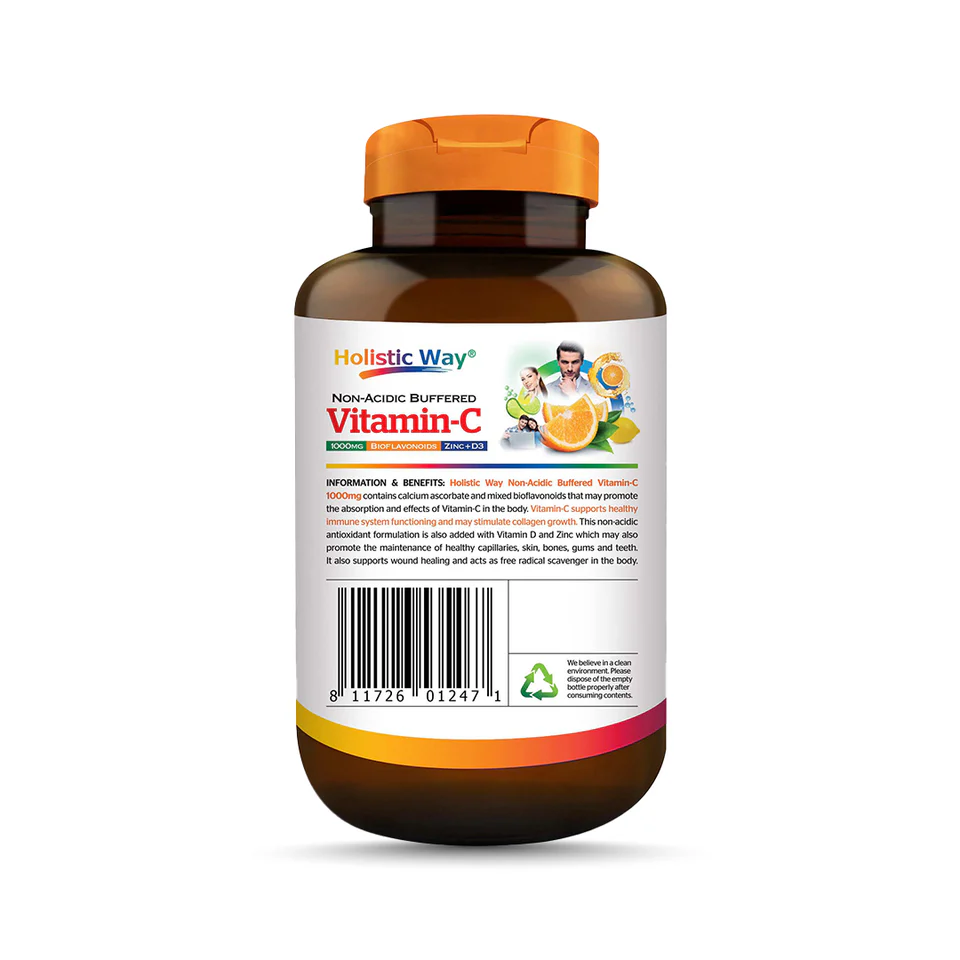 Holistic Way®
NON-ACIDIC BUFFERED
Vitamin-C
1000MG BIOFLAVONOIDS ZINC+D3
INFORMATION & BENEFITS: Holistic Way Non-Acidic Buffered Vitamin-C
1000mg contains calcium ascorbate and mixed bioflavonoids that may promote
the absorption and effects of Vitamin-C in the body. Vitamin-C supports healthy
immune system functioning and may stimulate collagen growth. This non-acidic
antioxidant formulation is also added with Vitamin D and Zinc which may also
promote the maintenance of healthy capillaries, skin, bones, gums and teeth.
It also supports wound healing and acts as free radical scavenger in the body.
We believe in a clean
environment. Please
dispose of the empty
bottle properly after
consuming contents.
8 11726 01247 1